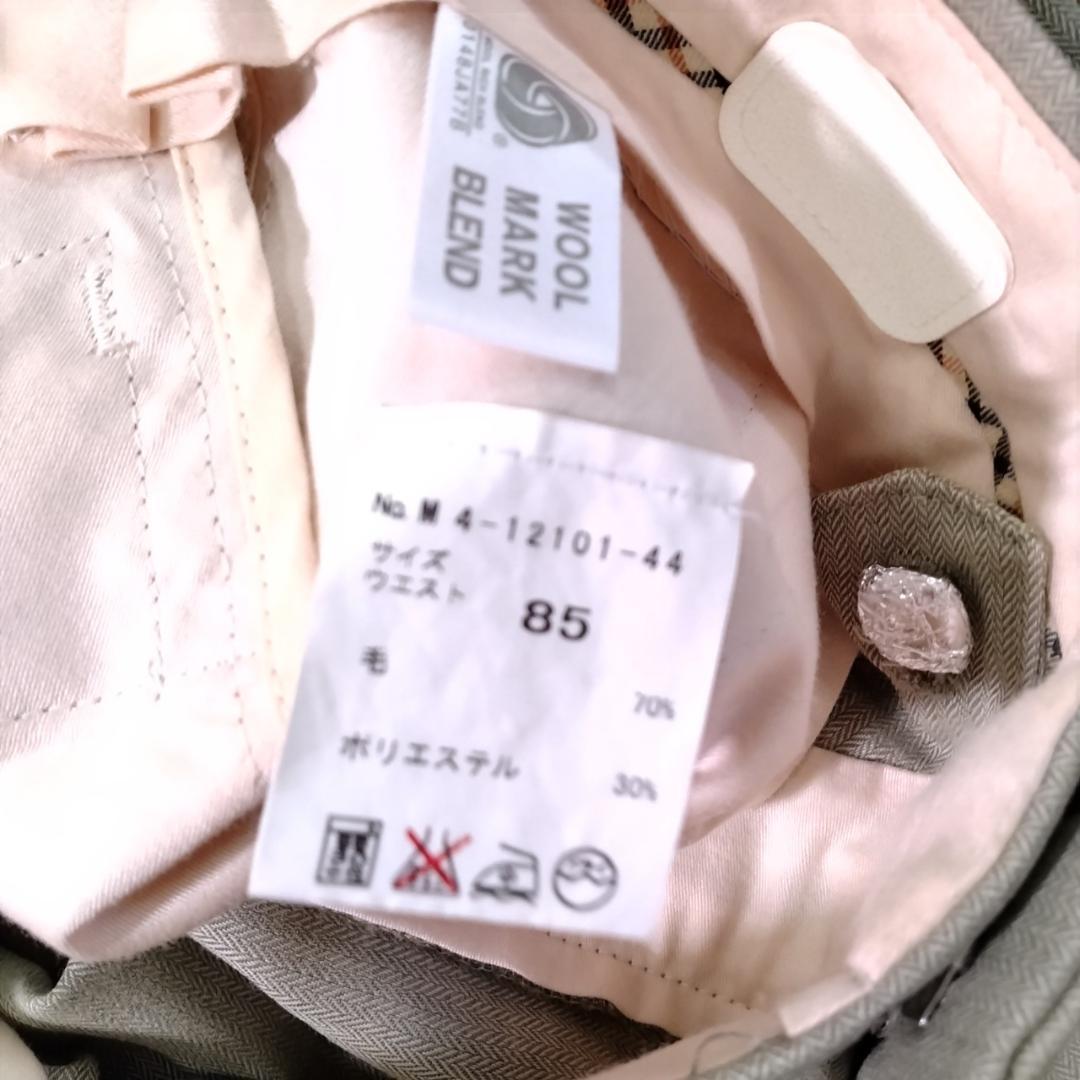 WOOL
MARK
BLEND
No. M 4-12101-44
サイズ
ウエスト 85
毛 70%
ポリエステル 30%